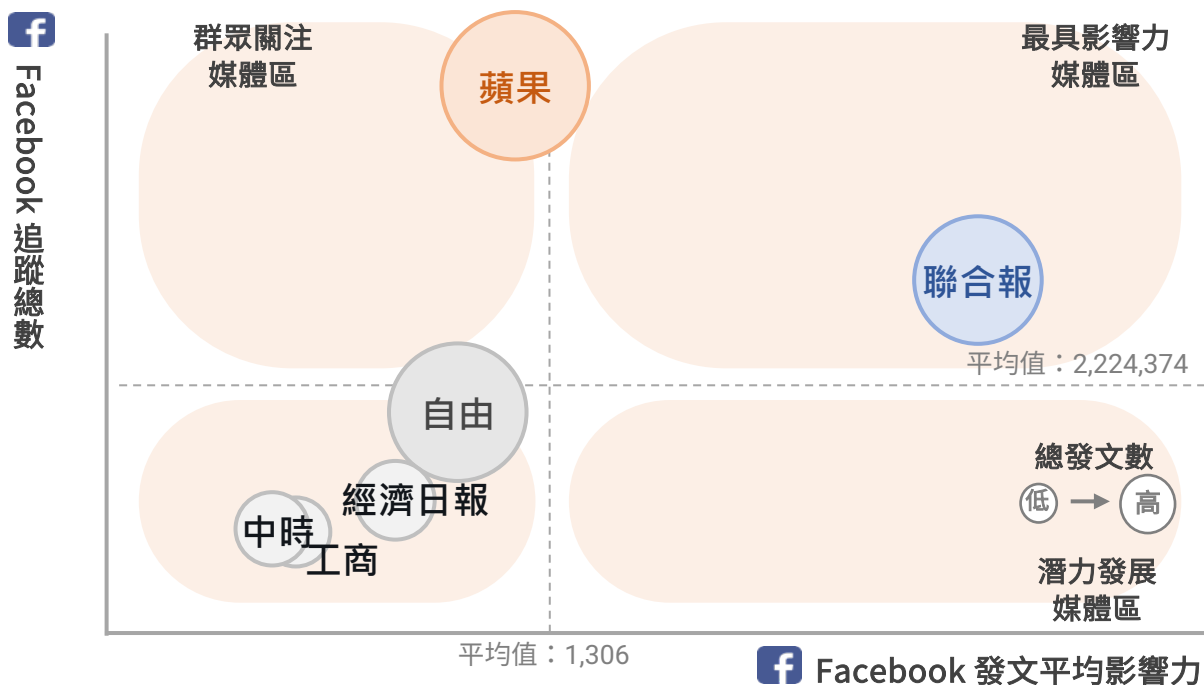 Facebook 追蹤總數
群眾關注
媒體區
最具影響力
媒體區
蘋果
聯合報
平均值：2,224,374
自由
經濟日報
中時
工商
總發文數
低
高
潛力發展
媒體區
平均值：1,306
Facebook 發文平均影響力